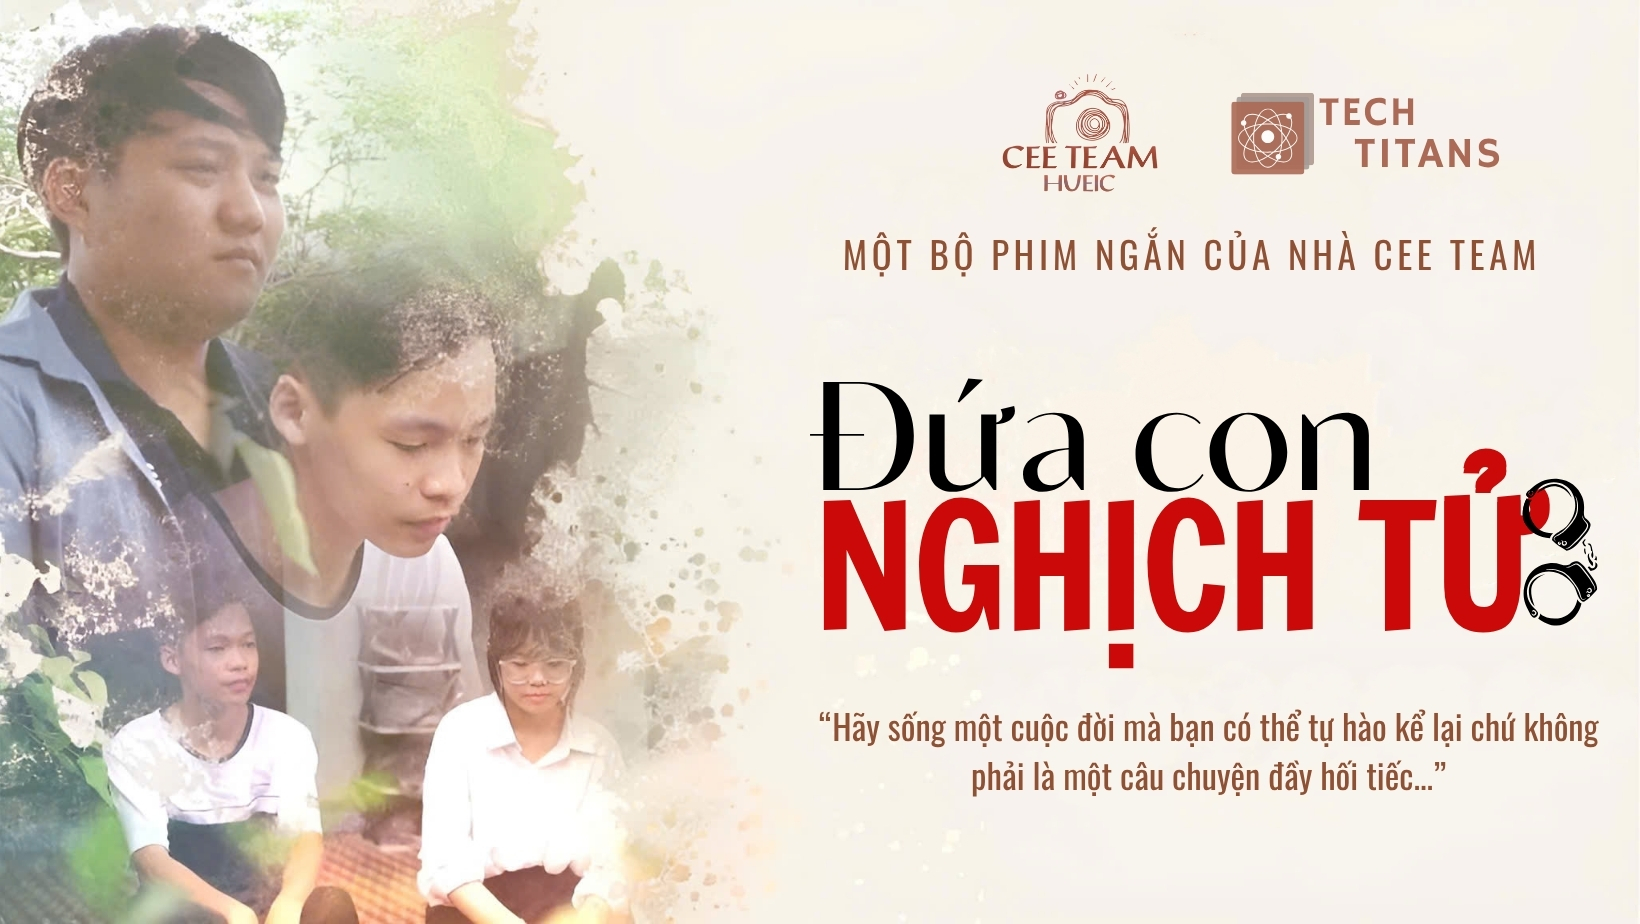 CEE TEAM
HUEIC
TECH
TITANS
MỘT BỘ PHIM NGẮN CỦA NHÀ CEE TEAM
Đứa con
NGHỊCH TỬ
“Hãy sống một cuộc đời mà bạn có thể tự hào kể lại chứ không
phải là một câu chuyện đầy hối tiếc...”